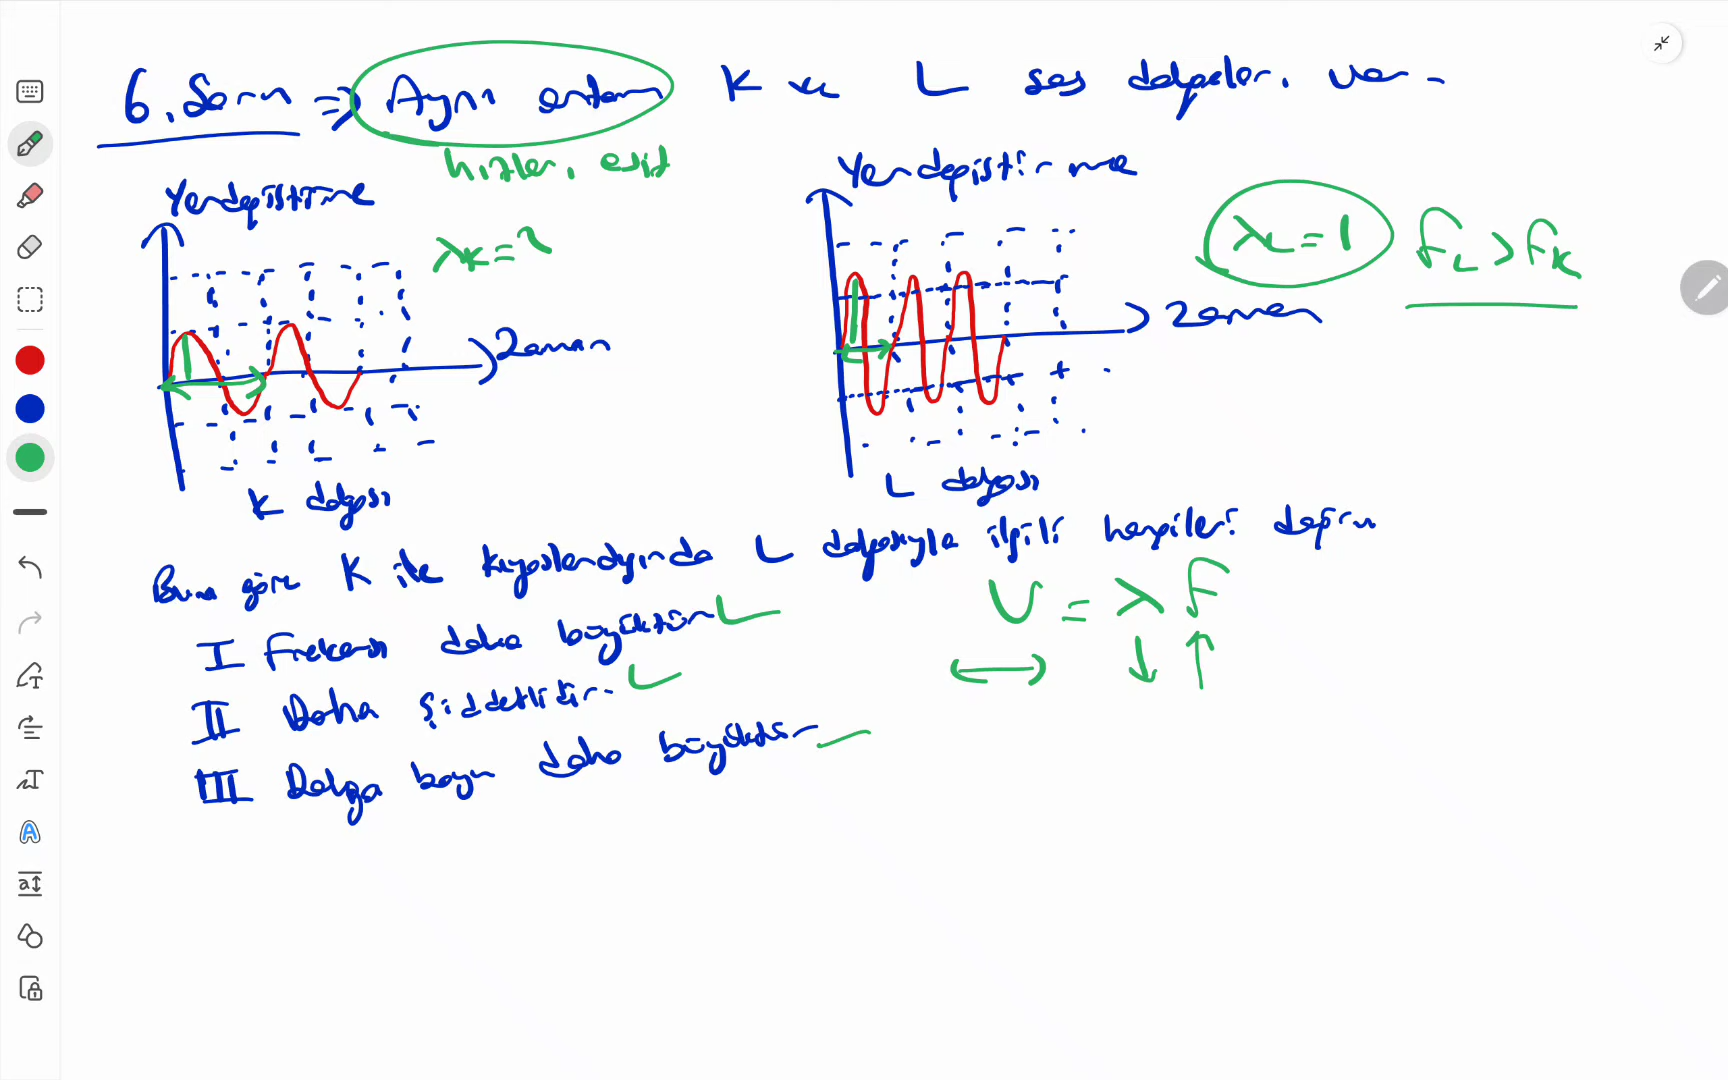 6. Soru ⇒ Aynı ortam K ve L ses dalgaları var
hızları eşit
Yerdeğiştirme
λK=2
Zaman
K dalgası
Yerdeğiştirme
λL=1 fL > fK
Zaman
L dalgası
Buna göre K ile kıyaslandığında L dalgasıyla ilgili hangileri doğru
V = λ f
I Frekansı daha büyüktür
II Daha şiddetlidir
III Dalga boyu daha büyüktür